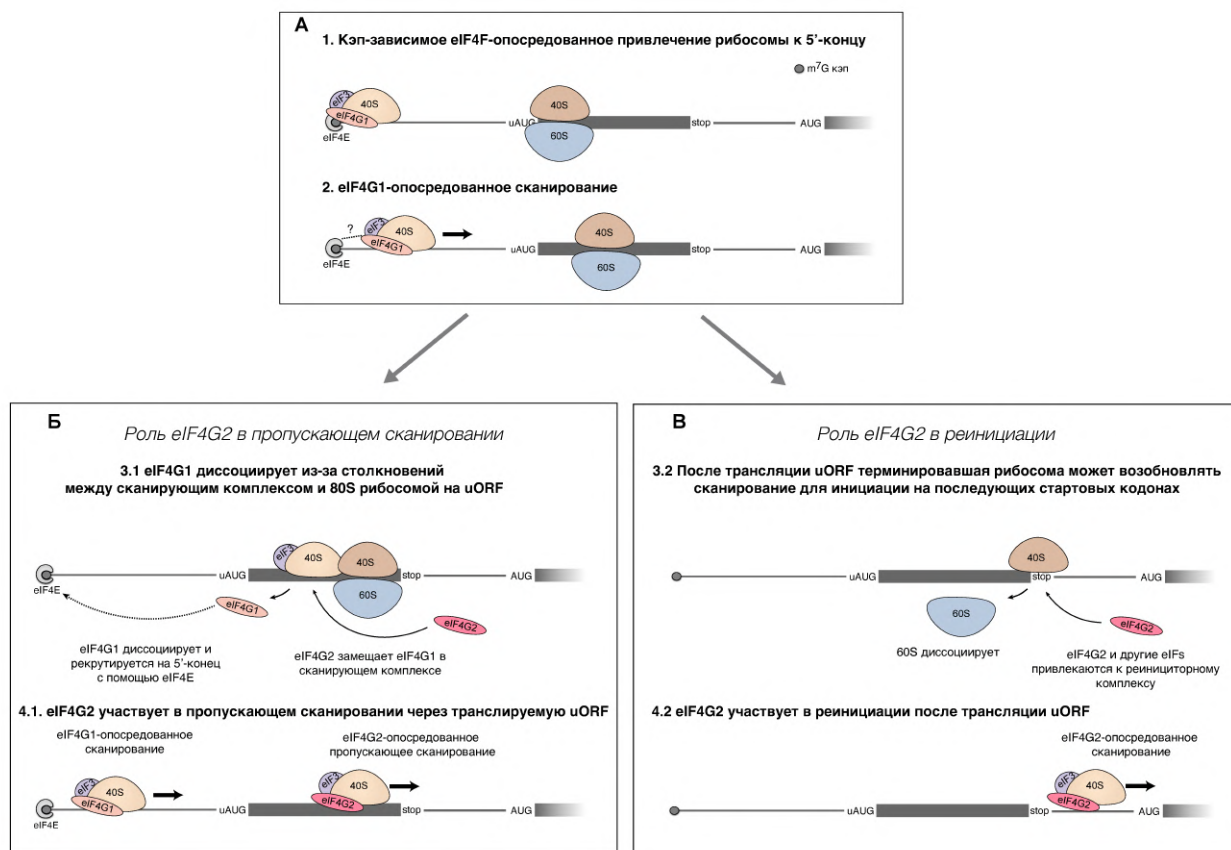 А
1. Кэп-зависимое eIF4F-опосредованное привлечение рибосомы к 5'-концу
m7G кэп
eIF3
40S
eIF4G1
eIF4E
40S
uAUG
60S
stop
AUG
2. eIF4G1-опосредованное сканирование
?
eIF3
40S
eIF4G1
eIF4E
40S
uAUG
60S
stop
AUG
Б
Роль eIF4G2 в пропускающем сканировании
3.1 eIF4G1 диссоциирует из-за столкновений
между сканирующим комплексом и 80S рибосомой на uORF
eIF3
40S
40S
eIF4E
uAUG
60S
stop
AUG
eIF4G1
eIF4G2
eIF4G1 диссоциирует и
рекрутируется на 5'-конец
с помощью eIF4E
eIF4G2 замещает eIF4G1 в
сканирующем комплексе
4.1. eIF4G2 участвует в пропускающем сканировании через транслируемую uORF
eIF4G1-опосредованное
сканирование
eIF4G2-опосредованное
пропускающее сканирование
eIF3
40S
eIF4G1
eIF4E
uAUG
eIF3
40S
eIF4G2
stop
AUG
В
Роль eIF4G2 в реинициации
3.2 После трансляции uORF терминировавшая рибосома может возобновлять
сканирование для инициации на последующих стартовых кодонах
40S
uAUG
stop
AUG
60S
eIF4G2
60S диссоциирует
eIF4G2 и другие eIFs
привлекаются к реинициторному
комплексу
4.2 eIF4G2 участвует в реинициации после трансляции uORF
eIF4G2-опосредованное
сканирование
eIF3
40S
eIF4G2
uAUG
stop
AUG